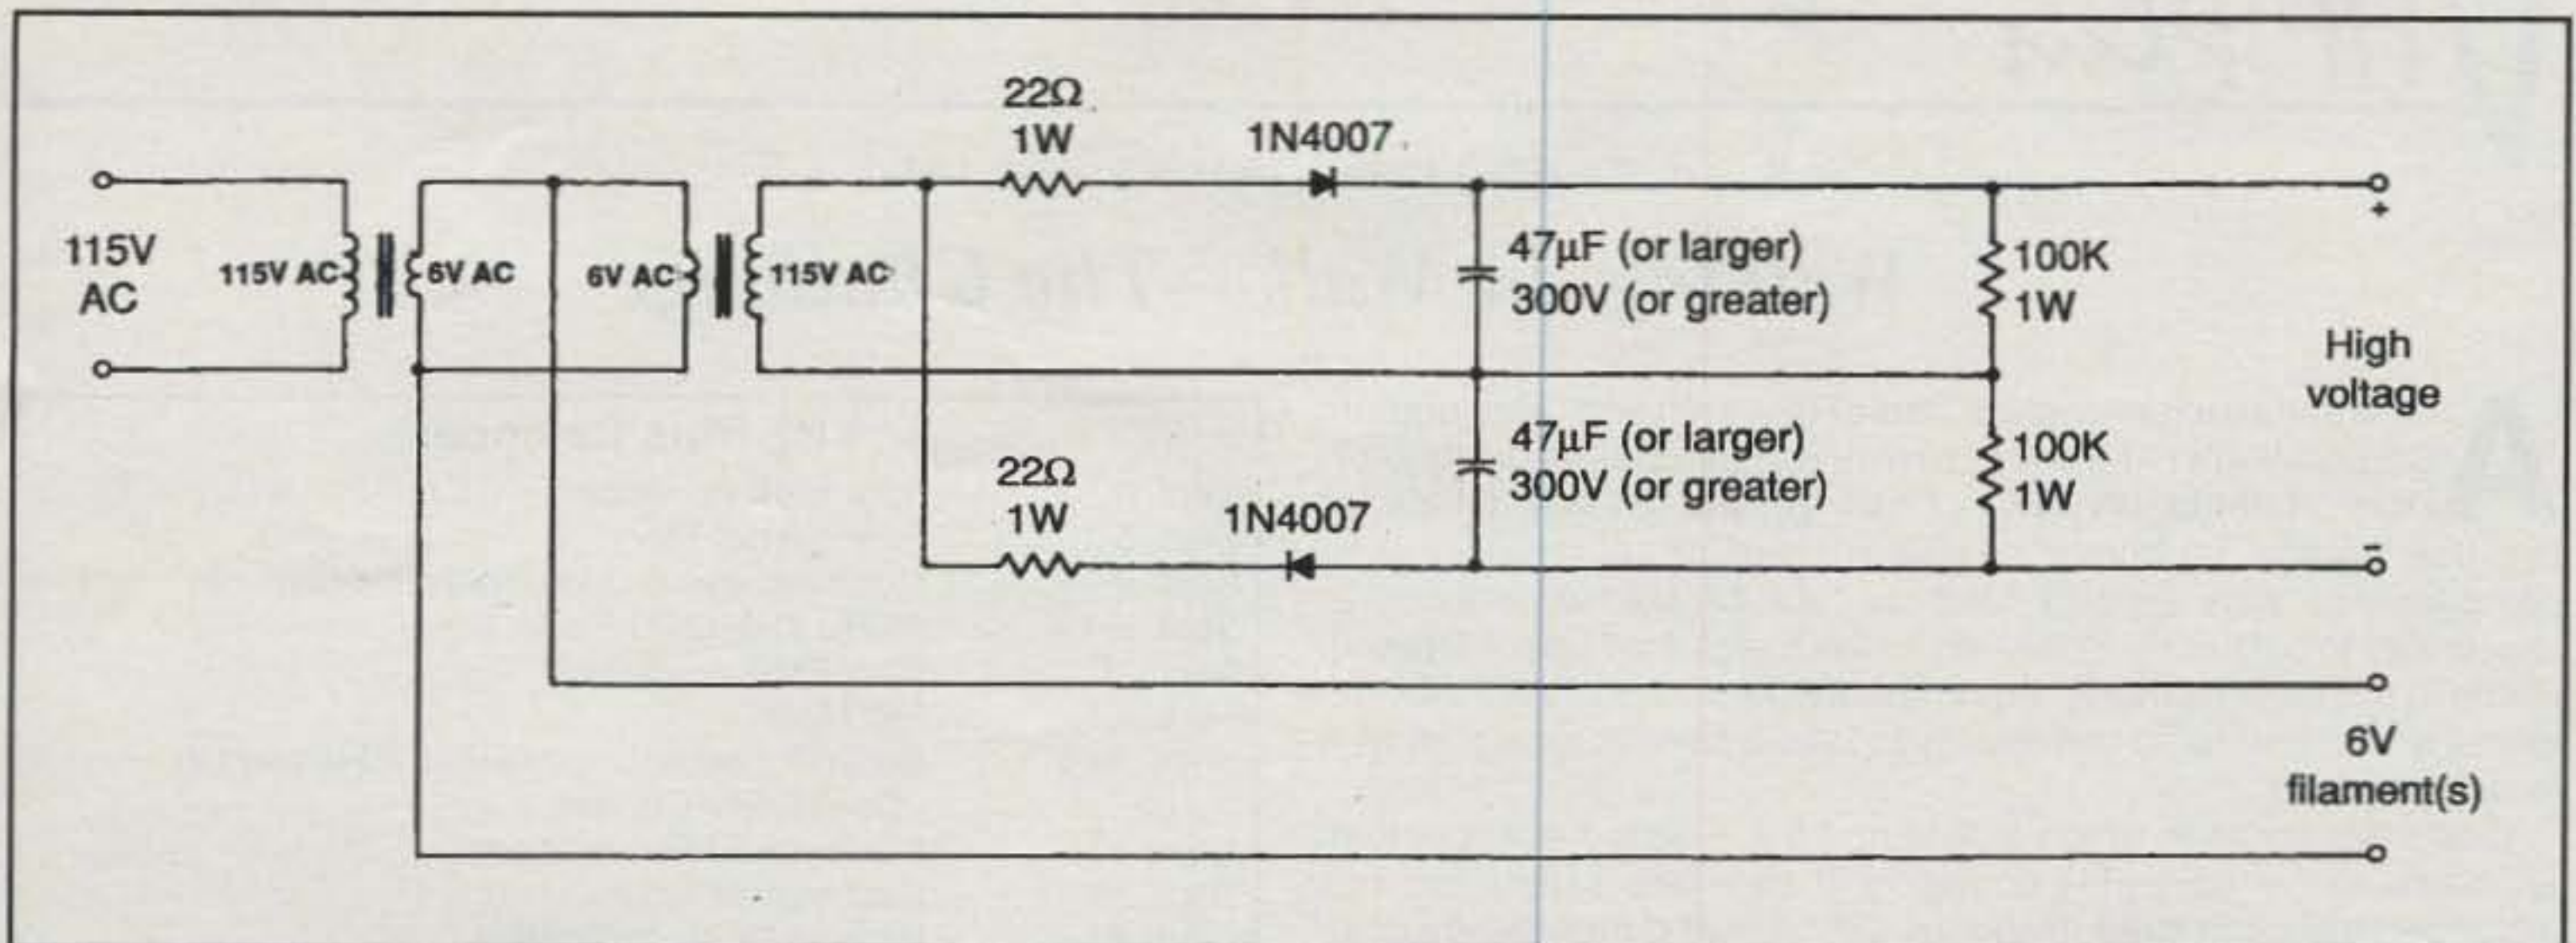 22Ω
1W
1N4007
115V
AC
115V AC
6V AC
6V AC
115V AC
47µF (or larger)
300V (or greater)
100K
1W
+
High
voltage
22Ω
1W
1N4007
47µF (or larger)
300V (or greater)
100K
1W
−
6V
filament(s)